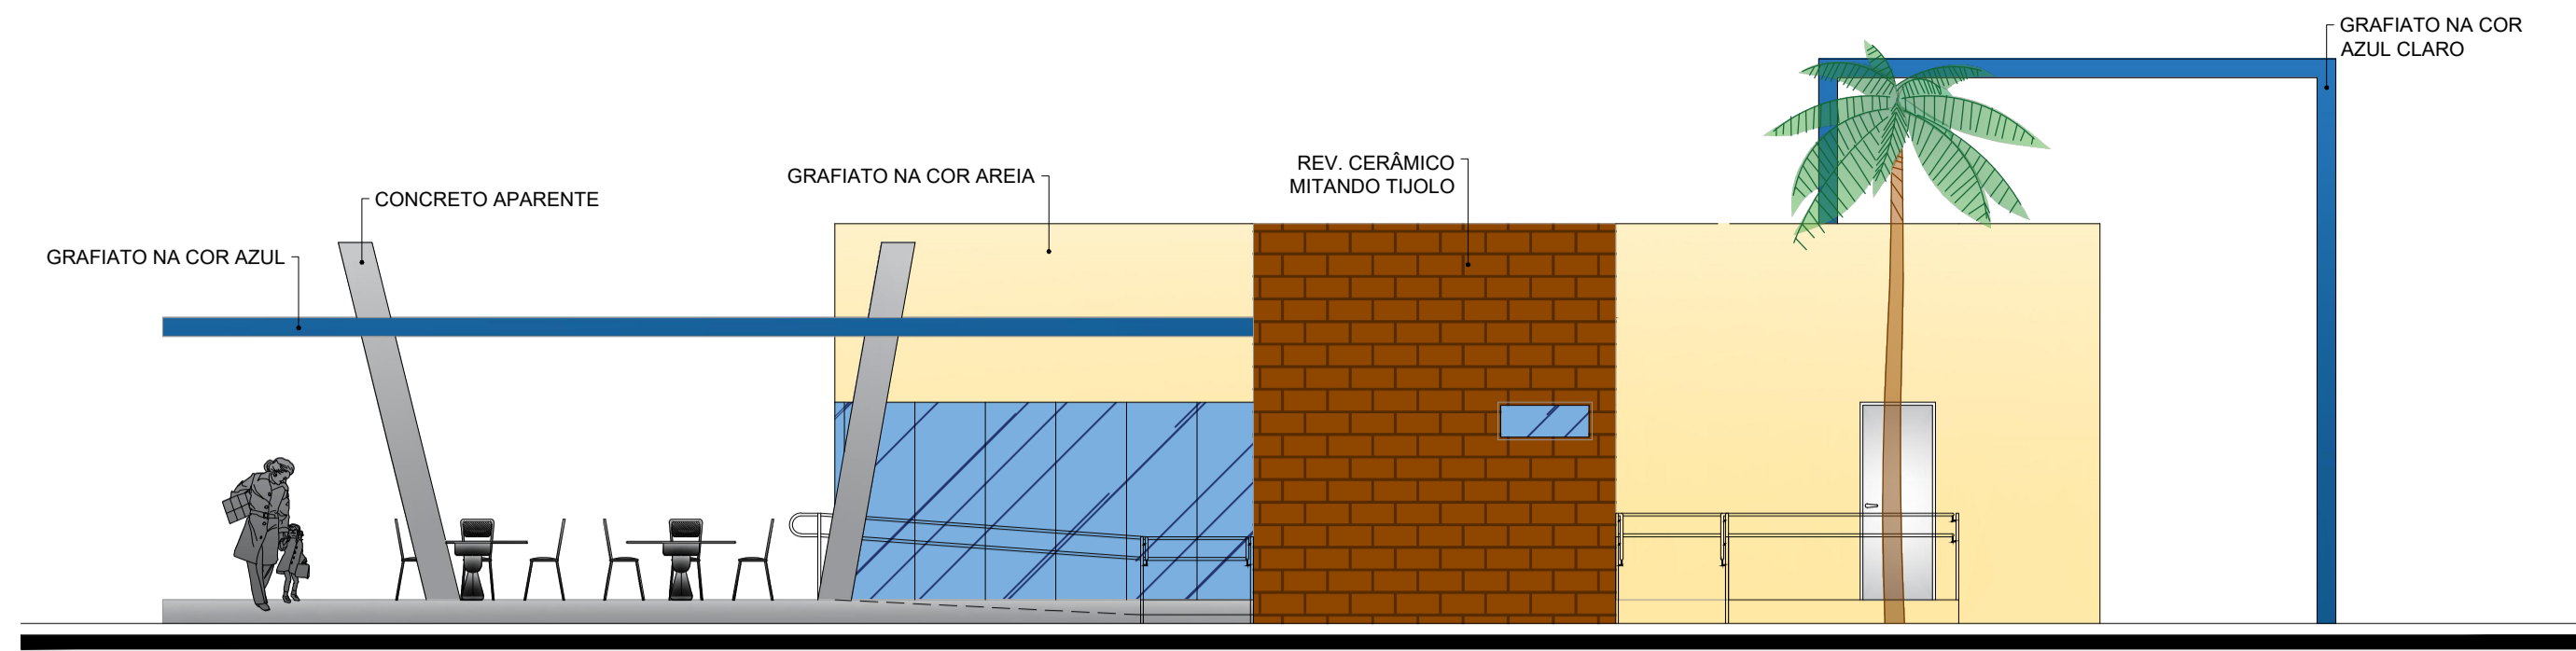 GRAFIATO NA COR
AZUL CLARO
REV. CERÂMICO
MITANDO TIJOLO
GRAFIATO NA COR AREIA
CONCRETO APARENTE
GRAFIATO NA COR AZUL